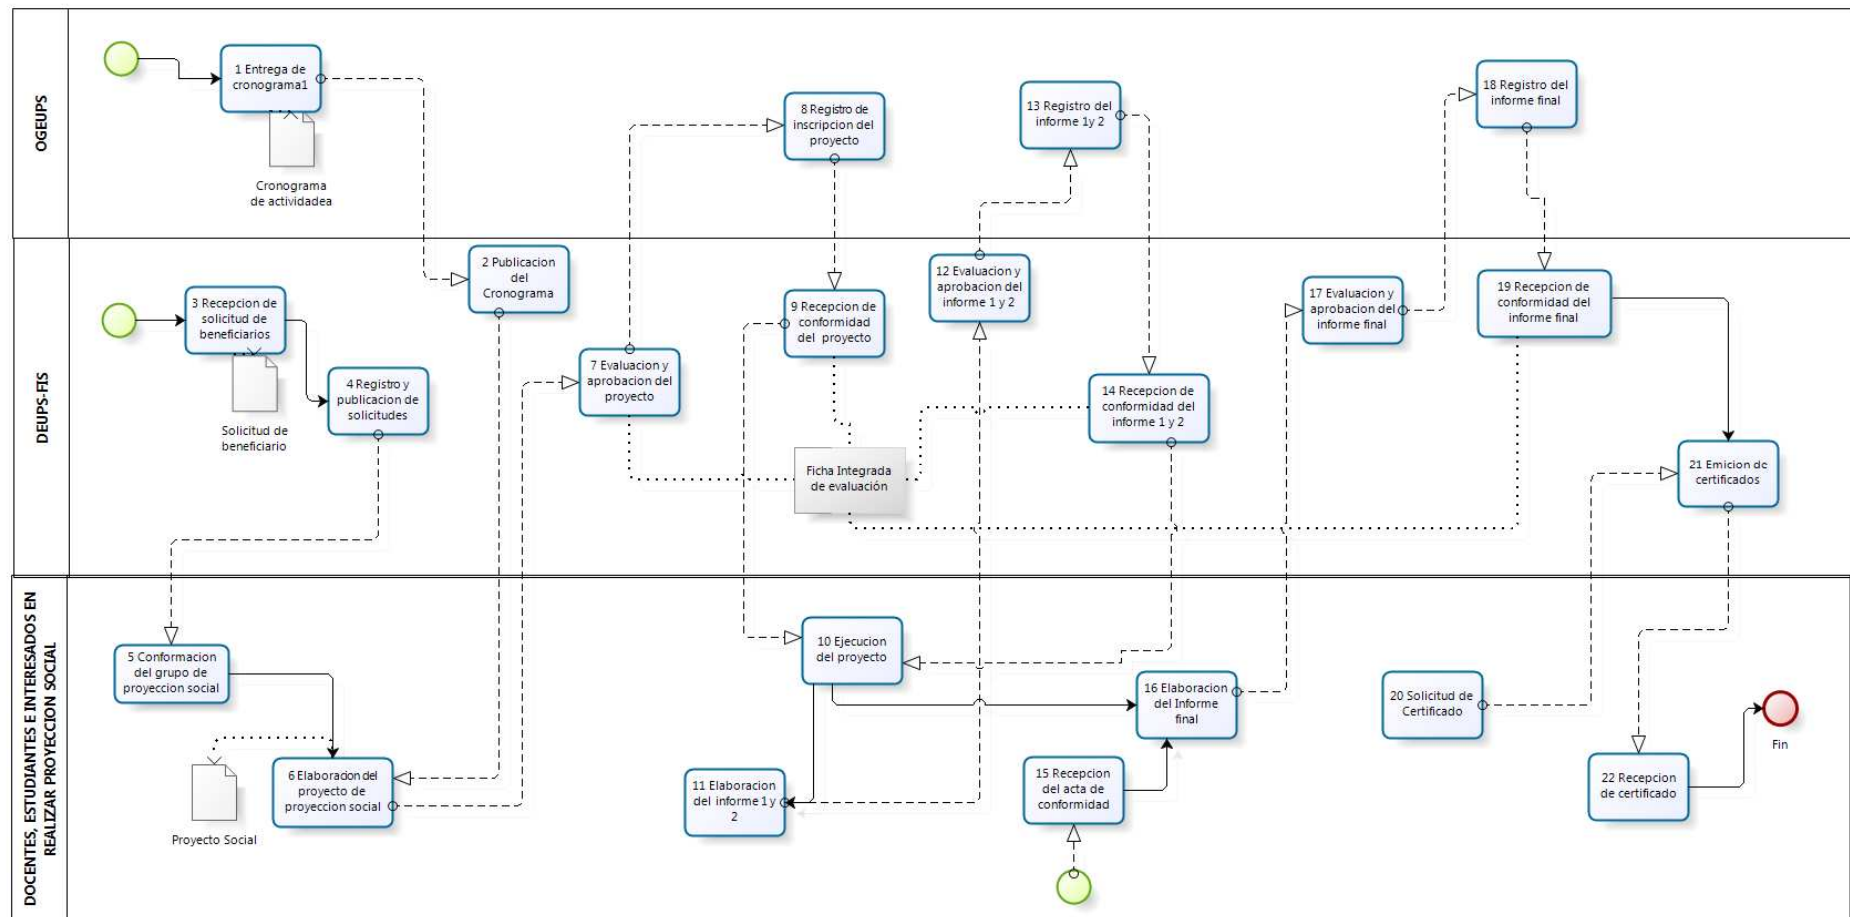 OGEUPS
1 Entrega de
cronograma1
Cronograma
de actividadea
8 Registro de
inscripcion del
proyecto
13 Registro del
informe 1y 2
18 Registro del
informe final
DEUPS-FIS
3 Recepcion de
solicitud de
beneficiarios
Solicitud de
beneficiario
4 Registro y
publicacion de
solicitudes
2 Publicacion
del
Cronograma
7 Evaluacion y
aprobacion del
proyecto
9 Recepcion de
conformidad
del proyecto
Ficha Integrada
de evaluación
12 Evaluacion y
aprobacion del
informe 1 y 2
14 Recepcion de
conformidad del
informe 1 y 2
17 Evaluacion y
aprobacion del
informe final
19 Recepcion de
conformidad del
informe final
21 Emicion de
certificados
DOCENTES, ESTUDIANTES E INTERESADOS EN
REALIZAR PROYECCION SOCIAL
5 Conformacion
del grupo de
proyeccion social
Proyecto Social
6 Elaboracion del
proyecto de
proyeccion social
10 Ejecucion
del proyecto
11 Elaboracion
del informe 1 y
2
15 Recepcion
del acta de
conformidad
16 Elaboracion
del Informe
final
20 Solicitud de
Certificado
22 Recepcion
de certificado
Fin